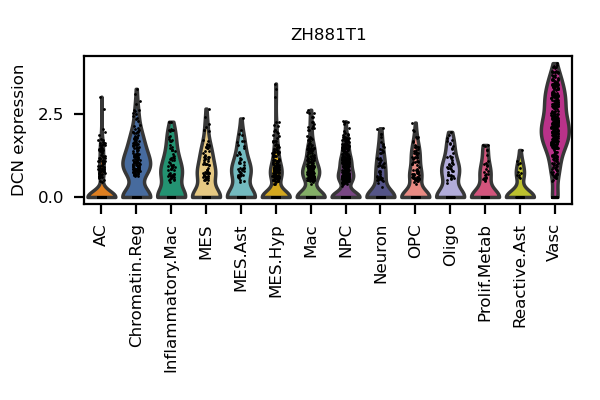 ZH881T1
DCN expression
2.5
0.0
AC
Chromatin.Reg
Inflammatory.Mac
MES
MES.Ast
MES.Hyp
Mac
NPC
Neuron
OPC
Oligo
Prolif.Metab
Reactive.Ast
Vasc